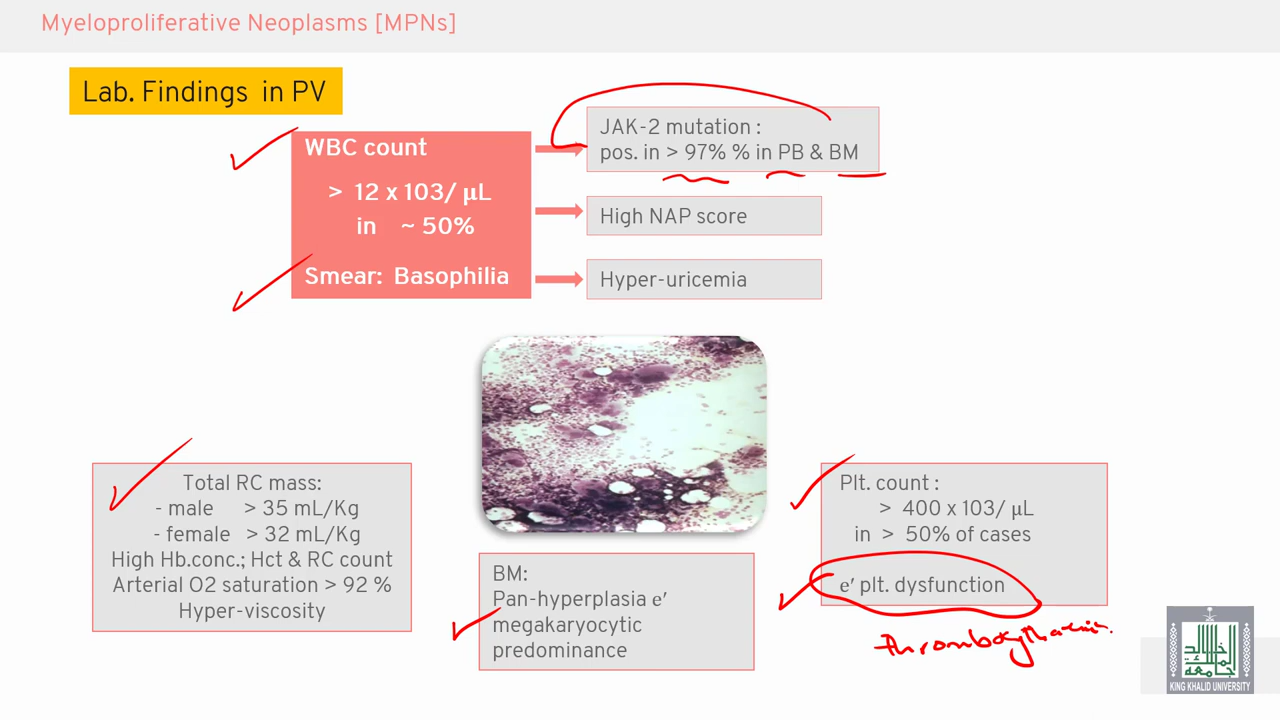 Myeloproliferative Neoplasms [MPNs]
Lab. Findings in PV
WBC count
> 12 x 103/ µL
in ~ 50%
Smear: Basophilia
JAK-2 mutation :
pos. in > 97% % in PB & BM
High NAP score
Hyper-uricemia
Total RC mass:
- male > 35 mL/Kg
- female > 32 mL/Kg
High Hb.conc.; Hct & RC count
Arterial O2 saturation > 92 %
Hyper-viscosity
BM:
Pan-hyperplasia e′
megakaryocytic
predominance
Plt. count :
> 400 x 103/ µL
in > 50% of cases
e′ plt. dysfunction
جامعة
الملك خالد
KING KHALID UNIVERSITY